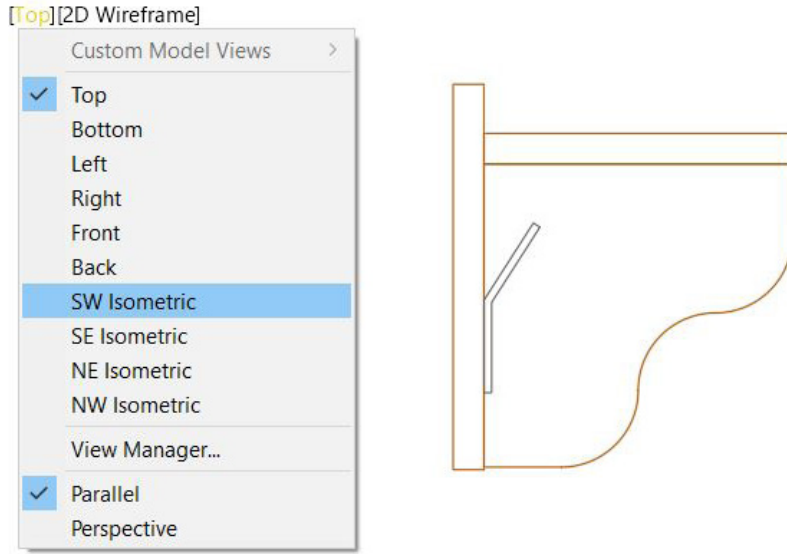 [Top][2D Wireframe]
Custom Model Views
Top
Bottom
Left
Right
Front
Back
SW Isometric
SE Isometric
NE Isometric
NW Isometric
View Manager...
Parallel
Perspective